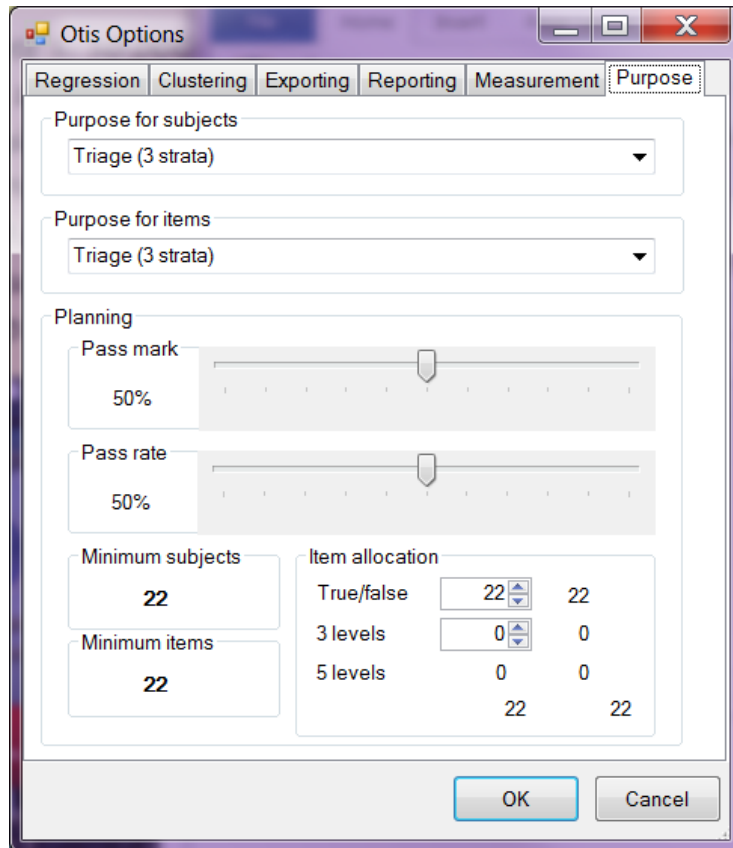 Otis Options
Regression Clustering Exporting Reporting Measurement Purpose
Purpose for subjects
Triage (3 strata)
Purpose for items
Triage (3 strata)
Planning
Pass mark
50%
Pass rate
50%
Minimum subjects
22
Minimum items
22
Item allocation
True/false 22 22
3 levels 0 0
5 levels 0 0
22 22
OK Cancel